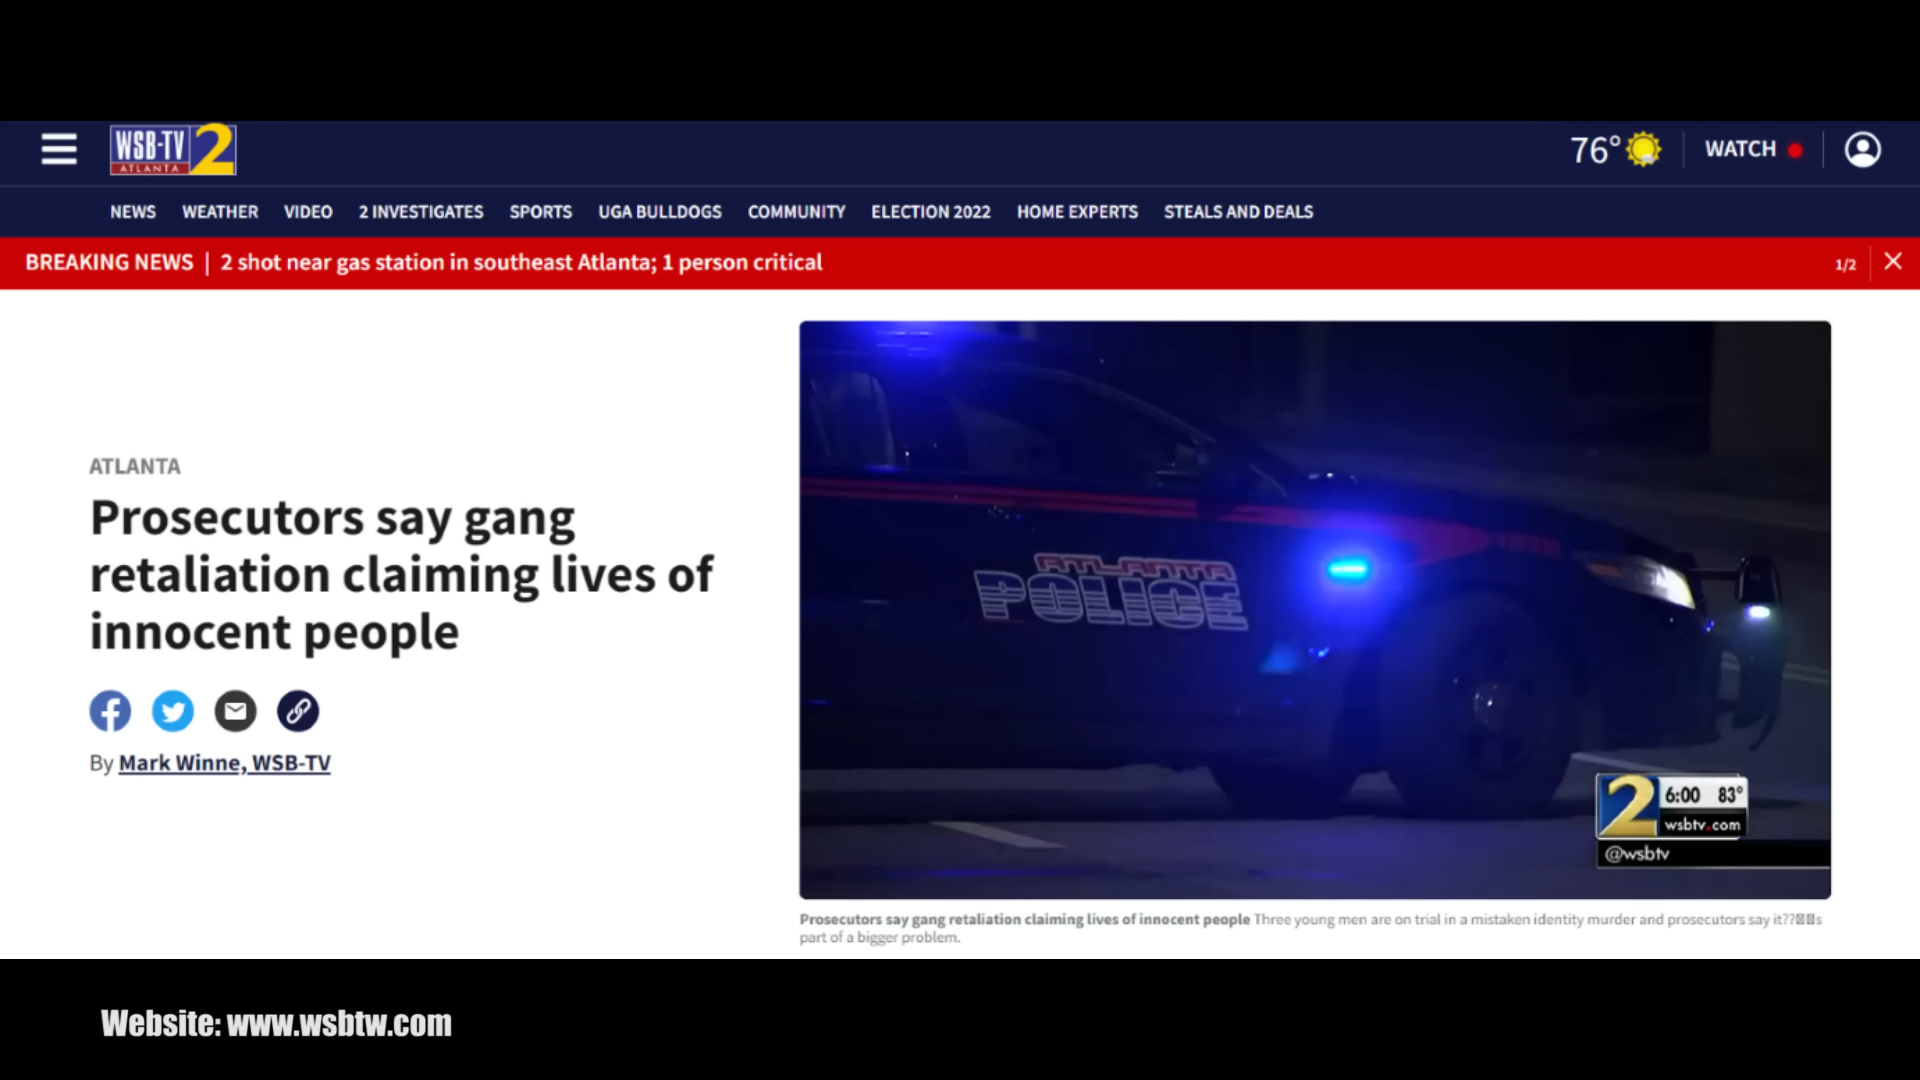 WSB-TV 2
ATLANTA
76°
WATCH
NEWS WEATHER VIDEO 2 INVESTIGATES SPORTS UGA BULLDOGS COMMUNITY ELECTION 2022 HOME EXPERTS STEALS AND DEALS
BREAKING NEWS | 2 shot near gas station in southeast Atlanta; 1 person critical
1/2
ATLANTA
Prosecutors say gang
retaliation claiming lives of
innocent people
By Mark Winne, WSB-TV
ATLANTA
POLICE
2 6:00 83°
wsbtv.com
@wsbtv
Prosecutors say gang retaliation claiming lives of innocent people Three young men are on trial in a mistaken identity murder and prosecutors say it??􏿿􏿿s
part of a bigger problem.
Website: www.wsbtw.com